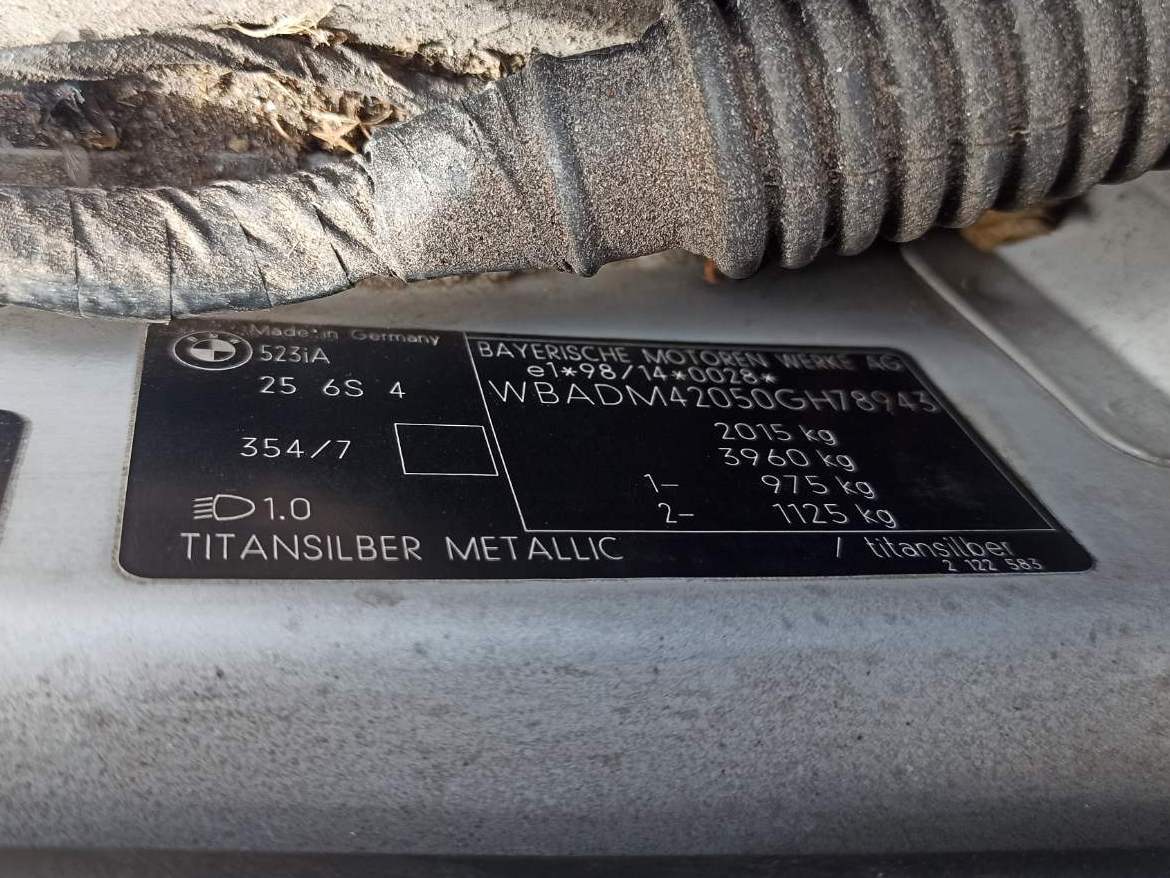 Made in Germany
523iA
25 6S 4
354/7
1.0
BAYERISCHE MOTOREN WERKE AG
e1*98/14*0028*
WBADM42050GH78943
2015 kg
3960 kg
1- 975 kg
2- 1125 kg
TITANSILBER METALLIC / titansilber
2 122 583